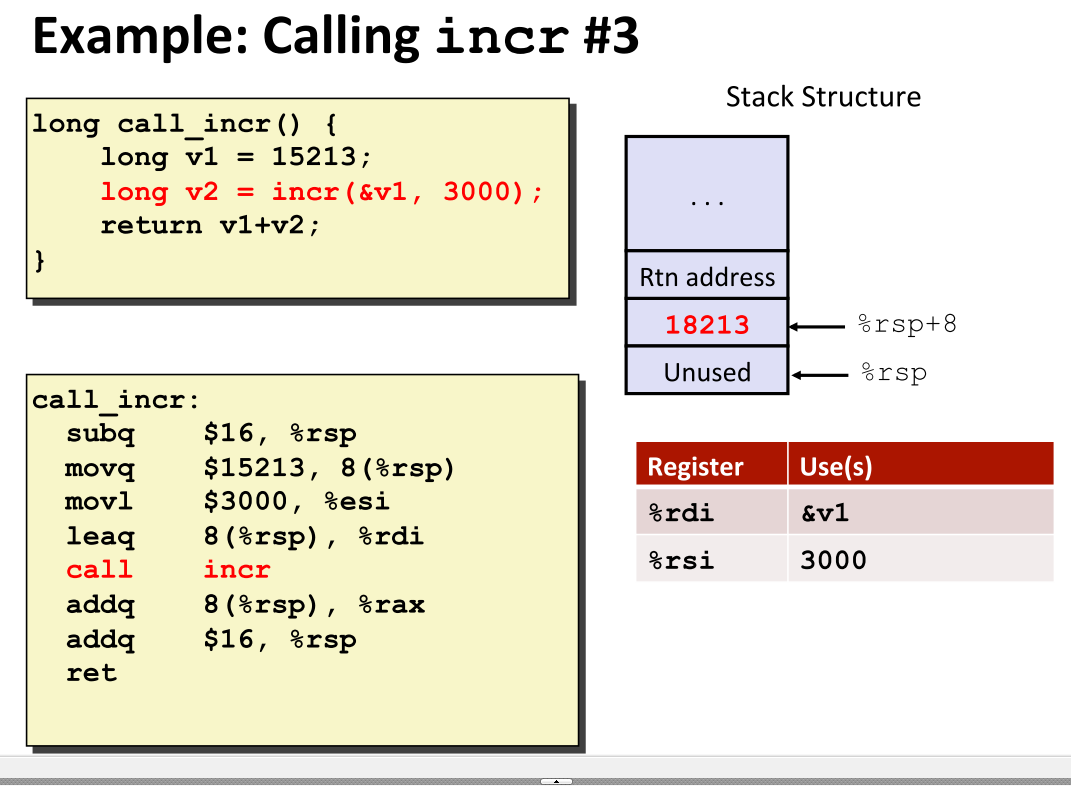 Example: Calling incr #3
long call_incr() {
    long v1 = 15213;
    long v2 = incr(&v1, 3000);
    return v1+v2;
}
call_incr:
  subq    $16, %rsp
  movq    $15213, 8(%rsp)
  movl    $3000, %esi
  leaq    8(%rsp), %rdi
  call    incr
  addq    8(%rsp), %rax
  addq    $16, %rsp
  ret
Stack Structure
...
Rtn address
18213 %rsp+8
Unused %rsp
Register Use(s)
%rdi &v1
%rsi 3000